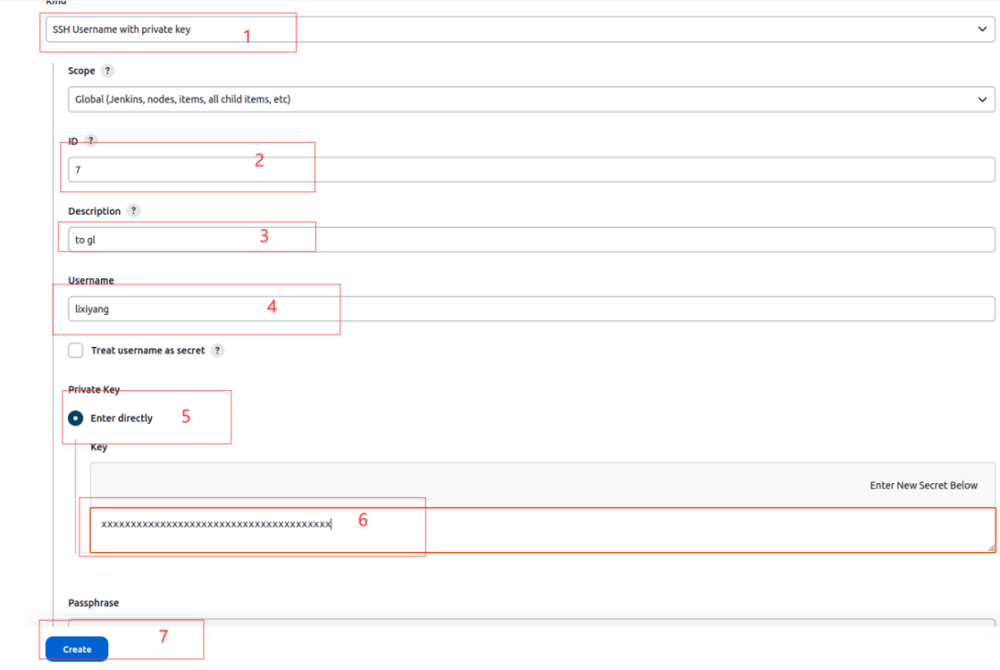 Kind
SSH Username with private key
1
Scope ?
Global (Jenkins, nodes, items, all child items, etc)
ID ?
2
7
Description ?
to gl
3
Username
lixiyang
4
Treat username as secret ?
Private Key
Enter directly
5
Key
Enter New Secret Below
xxxxxxxxxxxxxxxxxxxxxxxxxxxxxxxxxxxxxxx
6
Passphrase
Create
7